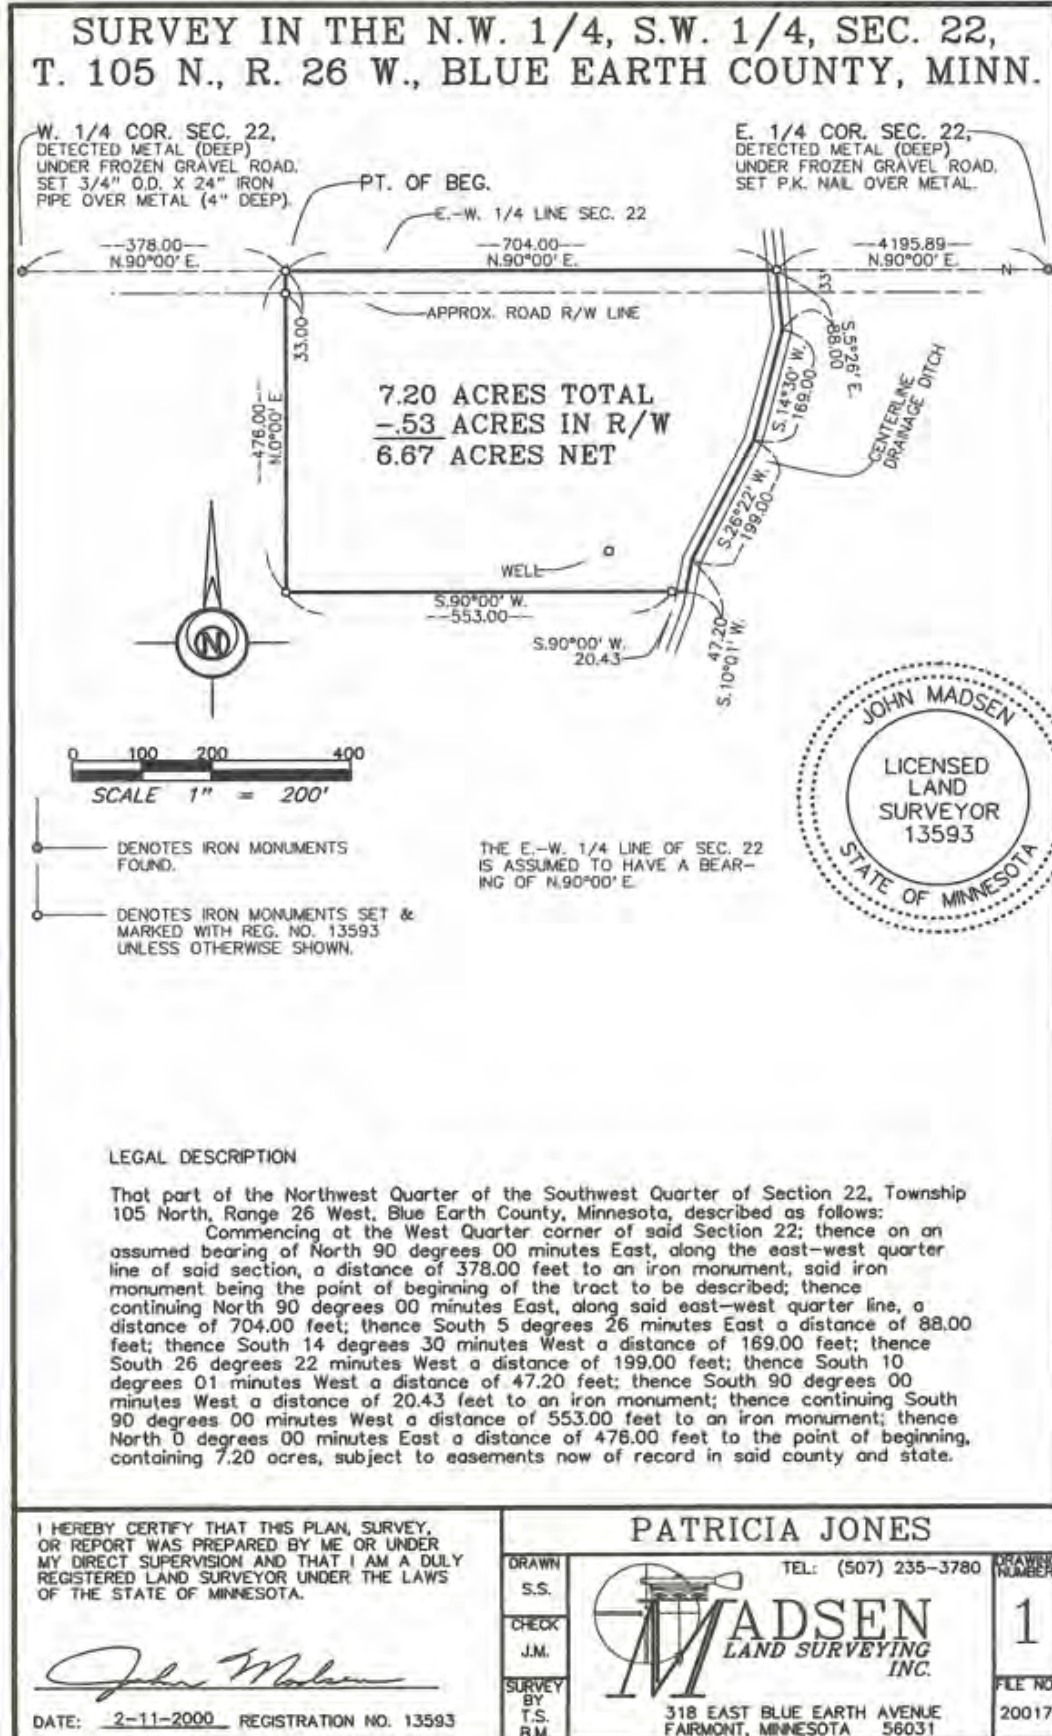 SURVEY IN THE N.W. 1/4, S.W. 1/4, SEC. 22,
T. 105 N., R. 26 W., BLUE EARTH COUNTY, MINN.
W. 1/4 COR. SEC. 22,
DETECTED METAL (DEEP)
UNDER FROZEN GRAVEL ROAD.
SET 3/4" O.D. X 24" IRON
PIPE OVER METAL (4" DEEP).
E. 1/4 COR. SEC. 22,
DETECTED METAL (DEEP)
UNDER FROZEN GRAVEL ROAD.
SET P.K. NAIL OVER METAL.
PT. OF BEG.
E.-W. 1/4 LINE SEC. 22
---378.00---
N.90°00' E.
---704.00---
N.90°00' E.
---4195.89---
N.90°00' E.
33'
APPROX. ROAD R/W LINE
33.00
S.5°26' E.
88.00
S.14°30' W.
---169.00---
CENTERLINE
DRAINAGE DITCH
7.20 ACRES TOTAL
-.53 ACRES IN R/W
6.67 ACRES NET
---476.00---
N.0°00' E.
S.26°22' W.
---199.00---
WELL
S.90°00' W.
---553.00---
S.90°00' W.
20.43
47.20
S.10°01' W.
N
0 100 200 400
SCALE 1" = 200'
JOHN MADSEN
LICENSED
LAND
SURVEYOR
13593
STATE OF MINNESOTA
DENOTES IRON MONUMENTS
FOUND.
THE E.-W. 1/4 LINE OF SEC. 22
IS ASSUMED TO HAVE A BEAR-
ING OF N.90°00' E.
DENOTES IRON MONUMENTS SET &
MARKED WITH REG. NO. 13593
UNLESS OTHERWISE SHOWN.
LEGAL DESCRIPTION
That part of the Northwest Quarter of the Southwest Quarter of Section 22, Township
105 North, Range 26 West, Blue Earth County, Minnesota, described as follows:
Commencing at the West Quarter corner of said Section 22; thence on an
assumed bearing of North 90 degrees 00 minutes East, along the east-west quarter
line of said section, a distance of 378.00 feet to an iron monument, said iron
monument being the point of beginning of the tract to be described; thence
continuing North 90 degrees 00 minutes East, along said east-west quarter line, a
distance of 704.00 feet; thence South 5 degrees 26 minutes East a distance of 88.00
feet; thence South 14 degrees 30 minutes West a distance of 169.00 feet; thence
South 26 degrees 22 minutes West a distance of 199.00 feet; thence South 10
degrees 01 minutes West a distance of 47.20 feet; thence South 90 degrees 00
minutes West a distance of 20.43 feet to an iron monument; thence continuing South
90 degrees 00 minutes West a distance of 553.00 feet to an iron monument; thence
North 0 degrees 00 minutes East a distance of 476.00 feet to the point of beginning,
containing 7.20 acres, subject to easements now of record in said county and state.
I HEREBY CERTIFY THAT THIS PLAN, SURVEY,
OR REPORT WAS PREPARED BY ME OR UNDER
MY DIRECT SUPERVISION AND THAT I AM A DULY
REGISTERED LAND SURVEYOR UNDER THE LAWS
OF THE STATE OF MINNESOTA.
John Madsen
DATE: 2-11-2000 REGISTRATION NO. 13593
PATRICIA JONES
DRAWN
S.S.
CHECK
J.M.
SURVEY
BY
T.S.
B.M.
TEL: (507) 235-3780
MADSEN
LAND SURVEYING
INC.
318 EAST BLUE EARTH AVENUE
FAIRMONT, MINNESOTA 56031
DRAWING
NUMBER
1
FILE NO
20017